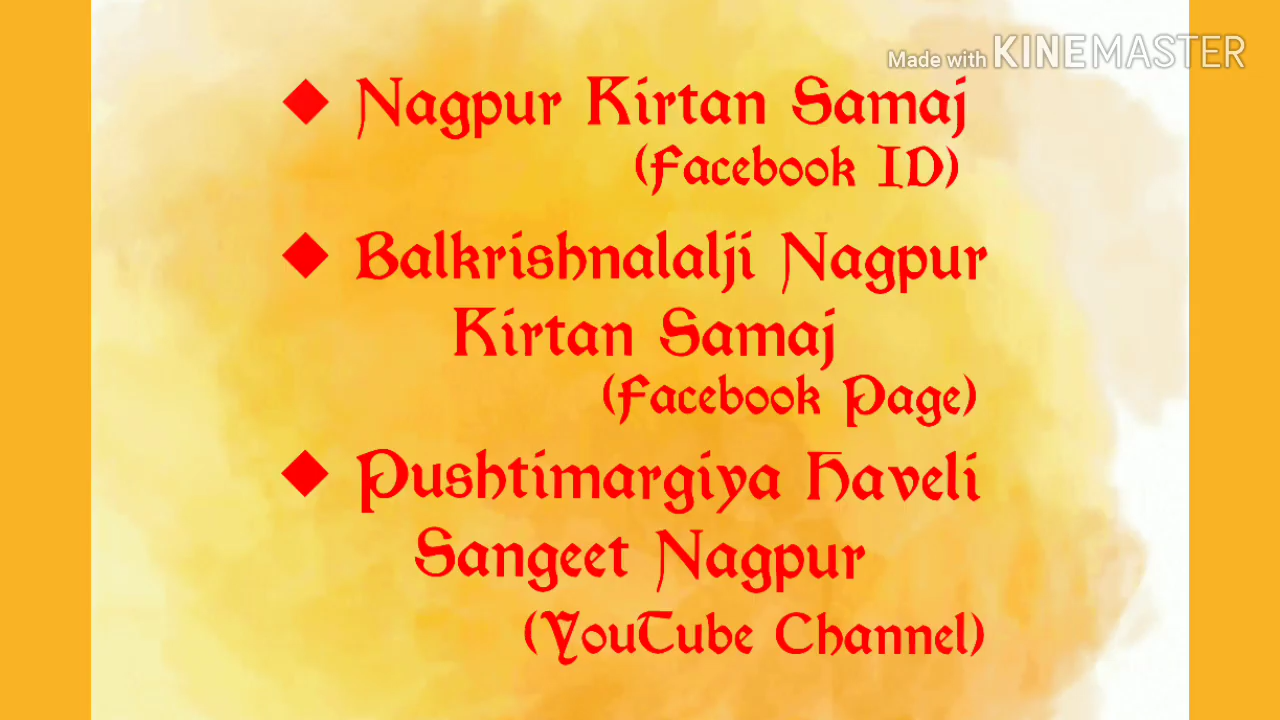 Made with KINEMASTER
◆ Nagpur Kirtan Samaj
(Facebook ID)
◆ Balkrishnalalji Nagpur
Kirtan Samaj
(Facebook Page)
◆ Pushtimargiya Haveli
Sangeet Nagpur
(YouTube Channel)